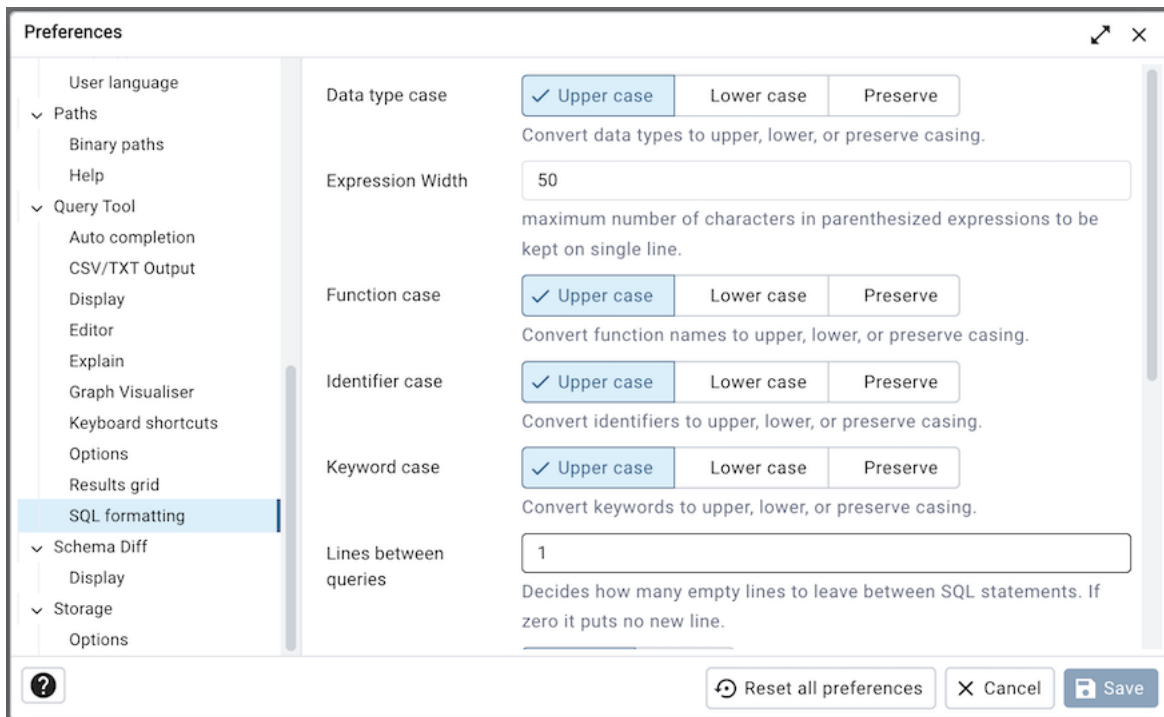 Preferences
User language
Paths
Binary paths
Help
Query Tool
Auto completion
CSV/TXT Output
Display
Editor
Explain
Graph Visualiser
Keyboard shortcuts
Options
Results grid
SQL formatting
Schema Diff
Display
Storage
Options
Data type case
Upper case Lower case Preserve
Convert data types to upper, lower, or preserve casing.
Expression Width
50
maximum number of characters in parenthesized expressions to be
kept on single line.
Function case
Upper case Lower case Preserve
Convert function names to upper, lower, or preserve casing.
Identifier case
Upper case Lower case Preserve
Convert identifiers to upper, lower, or preserve casing.
Keyword case
Upper case Lower case Preserve
Convert keywords to upper, lower, or preserve casing.
Lines between
queries
1
Decides how many empty lines to leave between SQL statements. If
zero it puts no new line.
?
Reset all preferences Cancel Save